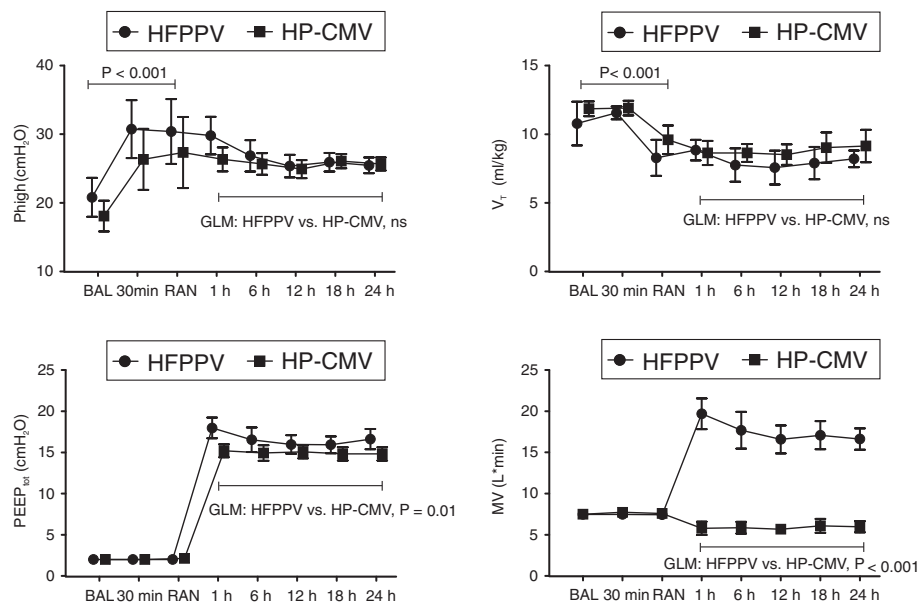 HFPPV HP-CMV
P < 0.001
Phigh (cmH2O)
40
30
20
10
GLM: HFPPV vs. HP-CMV, ns
BAL 30min RAN 1 h 6 h 12 h 18 h 24 h
HFPPV HP-CMV
P < 0.001
VT (ml/kg)
15
10
5
0
GLM: HFPPV vs. HP-CMV, ns
BAL 30 min RAN 1 h 6 h 12 h 18 h 24 h
HFPPV HP-CMV
PEEPtot (cmH2O)
25
20
15
10
5
0
GLM: HFPPV vs. HP-CMV, P = 0.01
BAL 30 min RAN 1 h 6 h 12 h 18 h 24 h
HFPPV HP-CMV
MV (L*min)
25
20
15
10
5
0
GLM: HFPPV vs. HP-CMV, P < 0.001
BAL 30 min RAN 1 h 6 h 12 h 18 h 24 h